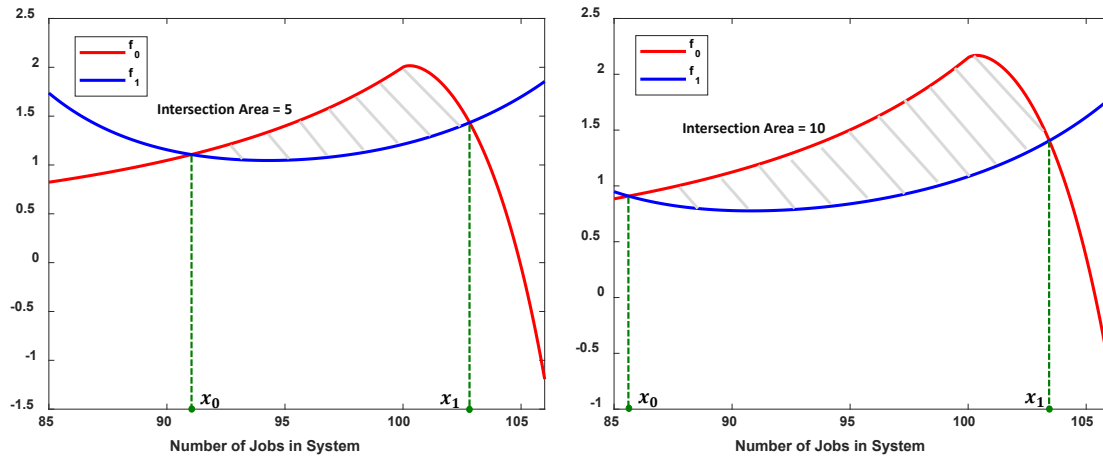 2.5
2
1.5
1
0.5
0
-0.5
-1
-1.5
f0
f1
Intersection Area = 5
x0
x1
85
90
95
100
105
Number of Jobs in System
2.5
2
1.5
1
0.5
0
-0.5
-1
f0
f1
Intersection Area = 10
x0
x1
85
90
95
100
105
Number of Jobs in System